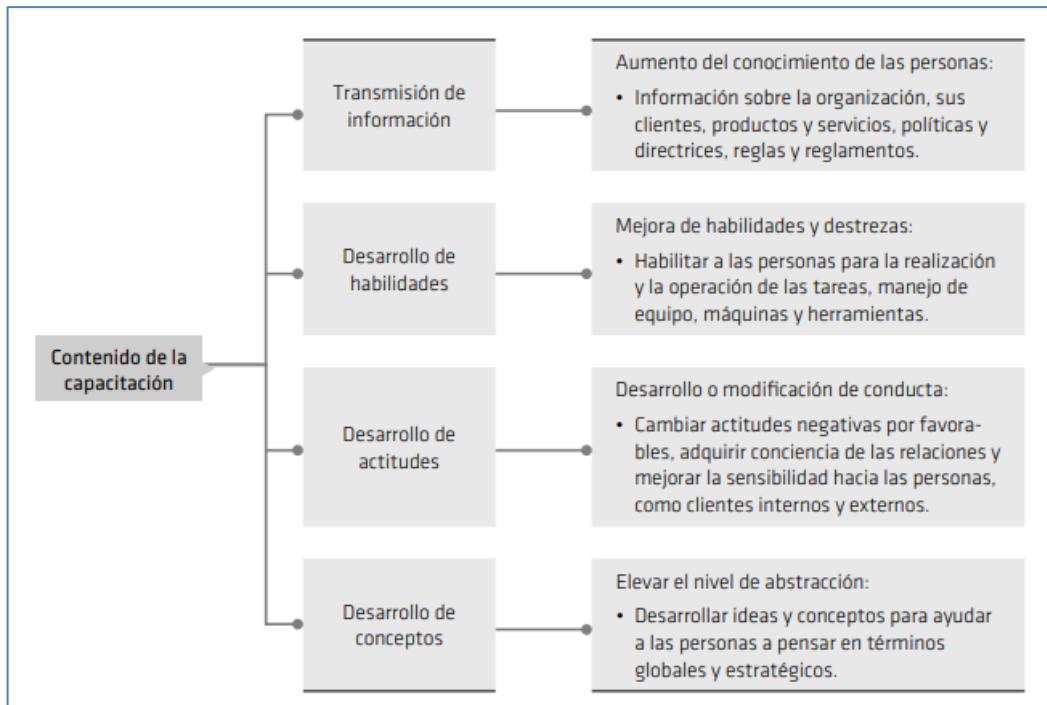 Contenido de la
capacitación
Transmisión de
información
Aumento del conocimiento de las personas:
• Información sobre la organización, sus
clientes, productos y servicios, políticas y
directrices, reglas y reglamentos.
Desarrollo de
habilidades
Mejora de habilidades y destrezas:
• Habilitar a las personas para la realización
y la operación de las tareas, manejo de
equipo, máquinas y herramientas.
Desarrollo de
actitudes
Desarrollo o modificación de conducta:
• Cambiar actitudes negativas por favora-
bles, adquirir conciencia de las relaciones y
mejorar la sensibilidad hacia las personas,
como clientes internos y externos.
Desarrollo de
conceptos
Elevar el nivel de abstracción:
• Desarrollar ideas y conceptos para ayudar
a las personas a pensar en términos
globales y estratégicos.